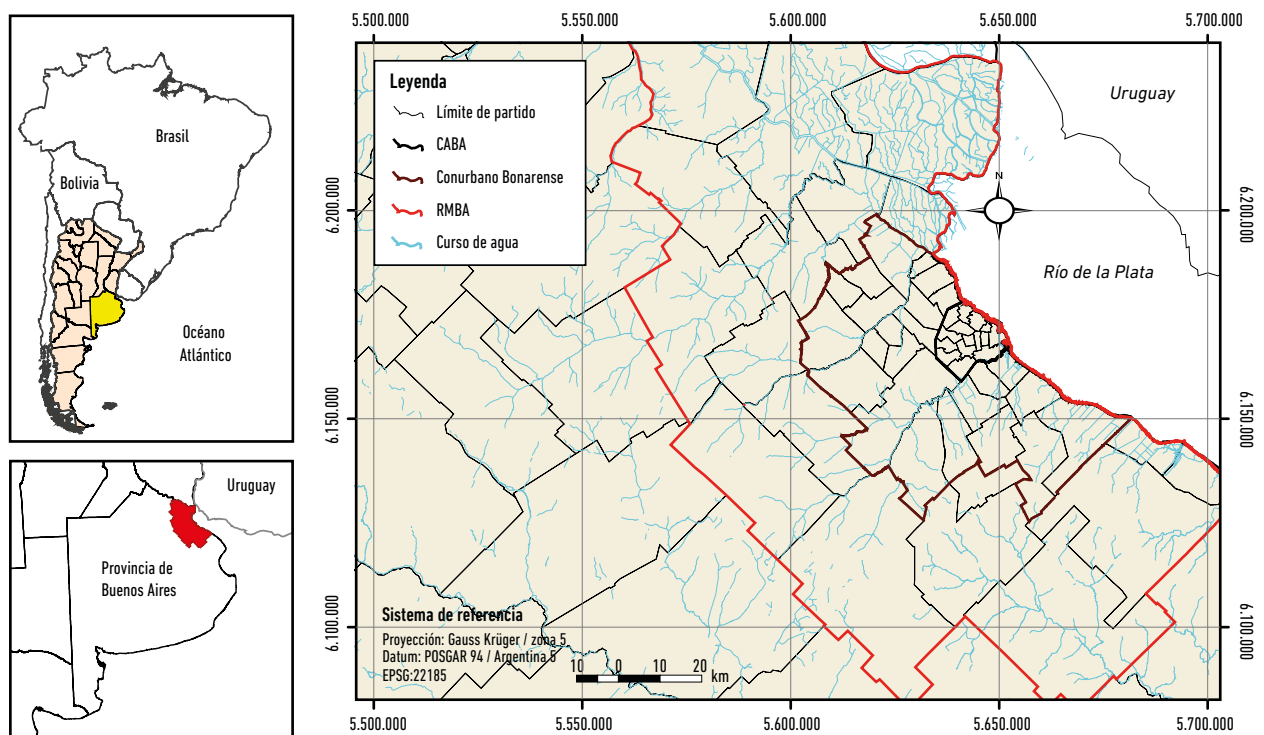 Brasil
Bolivia
Océano
Atlántico
Uruguay
Provincia de
Buenos Aires
5.500.000
5.550.000
5.600.000
5.650.000
5.700.000
Leyenda
Límite de partido
CABA
Conurbano Bonarense
RMBA
Curso de agua
Uruguay
N
Río de la Plata
6.200.000
6.200.000
6.150.000
6.150.000
6.100.000
6.100.000
Sistema de referencia
Proyección: Gauss Krüger / zona 5
Datum: POSGAR 94 / Argentina 5
EPSG:22185
10 0 10 20
km
5.500.000
5.550.000
5.600.000
5.650.000
5.700.000